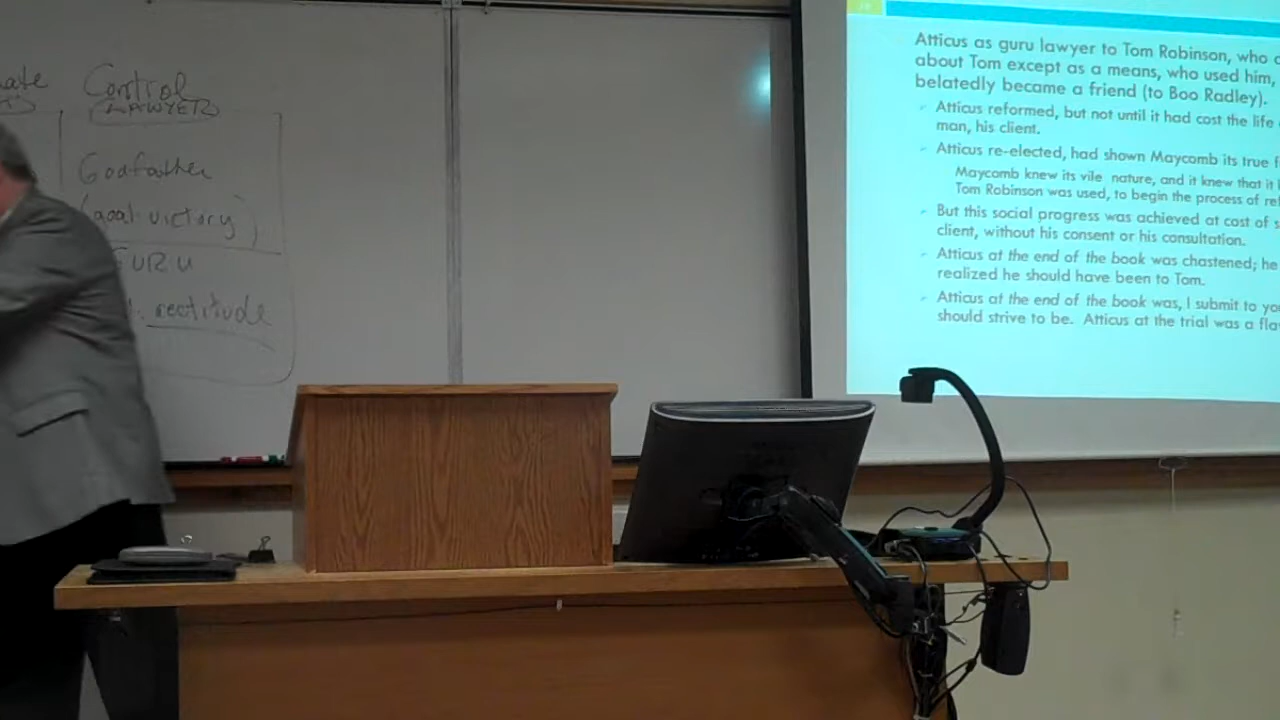 Control
LAWYER
Godfather
(goal: victory)
GURU
rectitude
Atticus as guru lawyer to Tom Robinson, who
about Tom except as a means, who used him,
belatedly became a friend (to Boo Radley).
Atticus reformed, but not until it had cost the life
man, his client.
Atticus re-elected, had shown Maycomb its true
Maycomb knew its vile nature, and it knew that it
Tom Robinson was used, to begin the process of
But this social progress was achieved at cost of
client, without his consent or his consultation.
Atticus at the end of the book was chastened; he
realized he should have been to Tom.
Atticus at the end of the book was, I submit to
should strive to be. Atticus at the trial was a